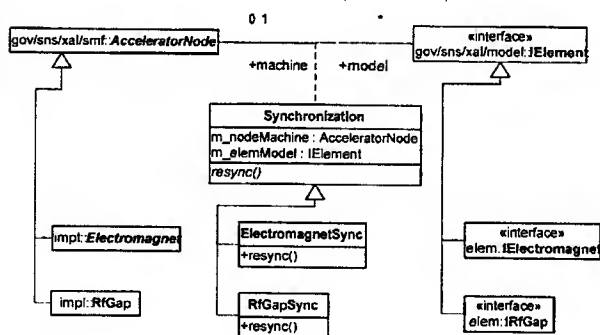 0 1 *
gov/sns/xal/smf::AcceleratorNode
«interface»
gov/sns/xal/model::IElement
+machine +model
Synchronization
m_nodeMachine : AcceleratorNode
m_elemModel : IElement
resync()
impl::Electromagnet
ElectromagnetSync
+resync()
«interface»
elem::IElectromagnet
impl::RfGap
RfGapSync
+resync()
«interface»
elem::IRfGap